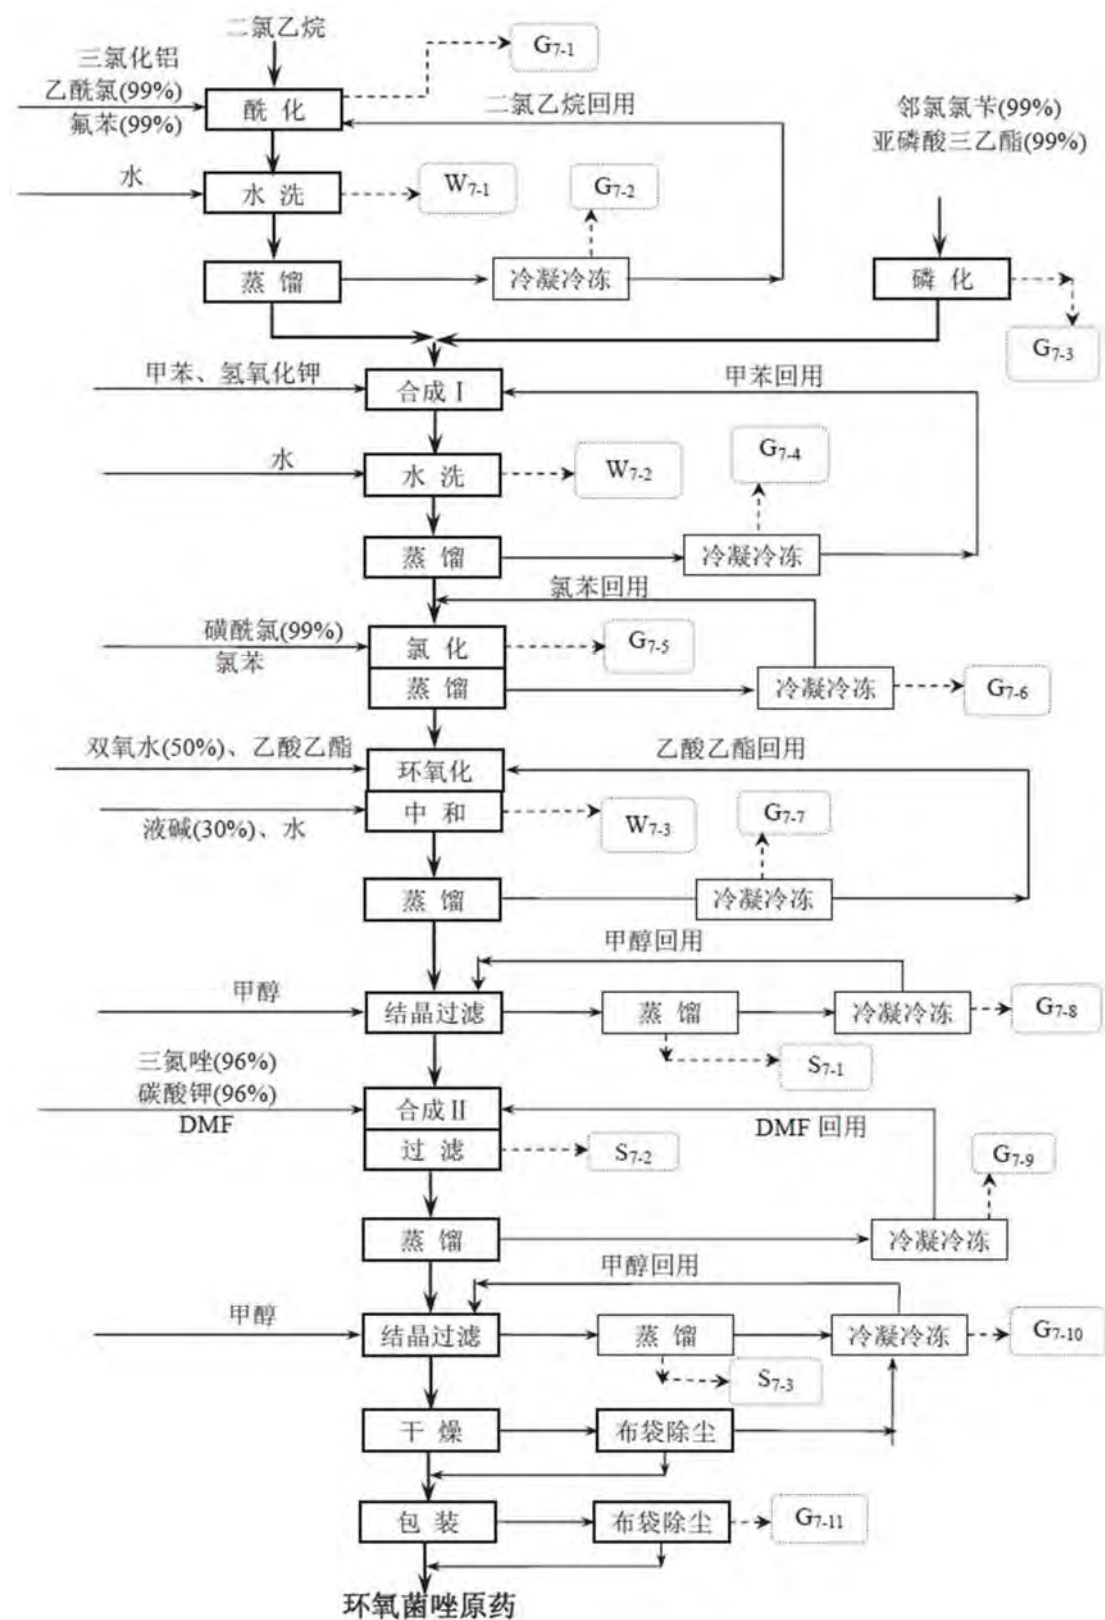 二氯乙烷
三氯化铝
乙酰氯(99%)
氟苯(99%)
酰化
G7-1
二氯乙烷回用
邻氯氯苄(99%)
亚磷酸三乙酯(99%)
水
水洗
W7-1
G7-2
蒸馏
冷凝冷冻
磷化
G7-3
甲苯、氢氧化钾
合成Ⅰ
甲苯回用
水
水洗
W7-2
G7-4
蒸馏
冷凝冷冻
氯苯回用
磺酰氯(99%)
氯苯
氯化
G7-5
蒸馏
冷凝冷冻
G7-6
双氧水(50%)、乙酸乙酯
环氧化
乙酸乙酯回用
液碱(30%)、水
中和
W7-3
G7-7
蒸馏
冷凝冷冻
甲醇回用
甲醇
结晶过滤
蒸馏
冷凝冷冻
G7-8
S7-1
三氮唑(96%)
碳酸钾(96%)
DMF
合成Ⅱ
DMF 回用
过滤
S7-2
G7-9
蒸馏
冷凝冷冻
甲醇回用
甲醇
结晶过滤
蒸馏
冷凝冷冻
G7-10
S7-3
干燥
布袋除尘
包装
布袋除尘
G7-11
环氧菌唑原药